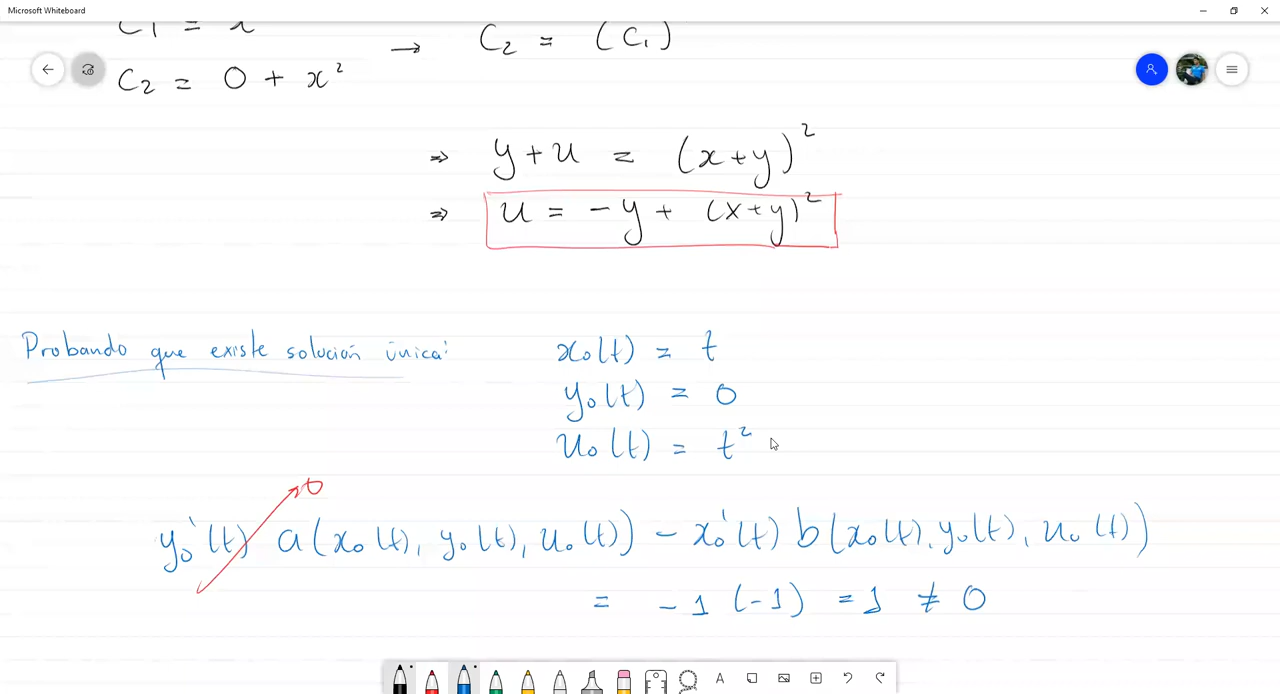 Microsoft Whiteboard
C1 = x
→ C2 = (C1)
C2 = 0 + x²
⇒ y + u = (x+y)²
⇒ u = -y + (x+y)²
Probando que existe solución única:
x₀(t) = t
y₀(t) = 0
u₀(t) = t²
0
y₀'(t) a(x₀(t), y₀(t), u₀(t)) - x₀'(t) b(x₀(t), y₀(t), u₀(t))
= -1 (-1) = 1 ≠ 0
A